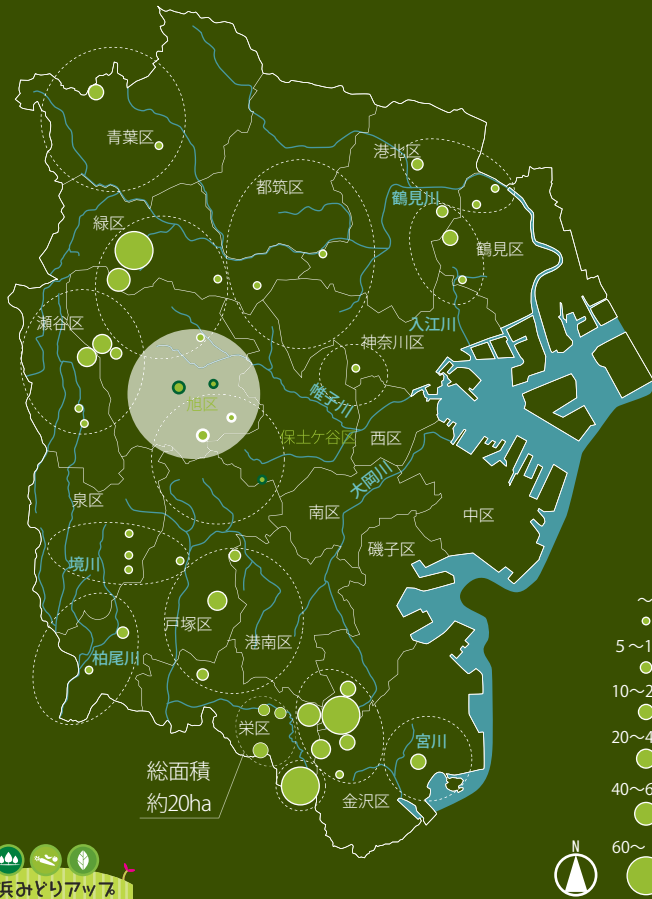 青葉区
港北区
都筑区
鶴見川
緑区
鶴見区
瀬谷区
入江川
神奈川区
帷子川
旭区
保土ケ谷区
西区
大岡川
泉区
南区
中区
磯子区
境川
戸塚区
港南区
柏尾川
栄区
宮川
総面積
約20ha
金沢区
～
5～1
10～2
20～4
40～6
60～
N
浜みどりアップ